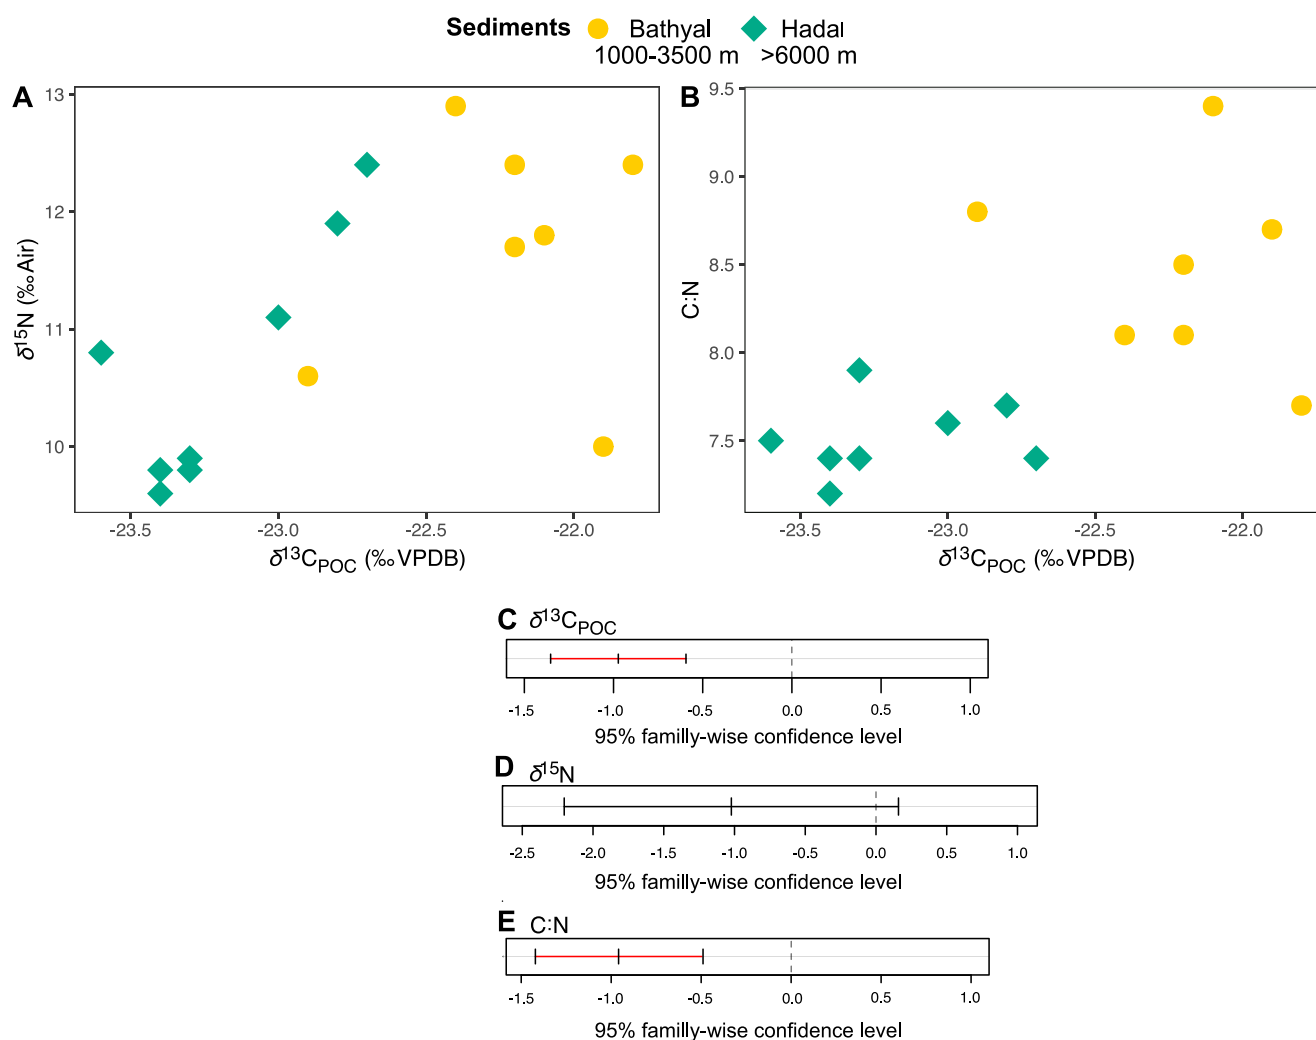 Sediments Bathyal Hadal
1000-3500 m >6000 m
A
13
12
11
10
δ¹⁵N (‰Air)
-23.5 -23.0 -22.5 -22.0
δ¹³C_POC (‰VPDB)
B
9.5
9.0
8.5
8.0
7.5
C:N
-23.5 -23.0 -22.5 -22.0
δ¹³C_POC (‰VPDB)
C δ¹³C_POC
-1.5 -1.0 -0.5 0.0 0.5 1.0
95% familly-wise confidence level
D δ¹⁵N
-2.5 -2.0 -1.5 -1.0 -0.5 0.0 0.5 1.0
95% familly-wise confidence level
E C:N
-1.5 -1.0 -0.5 0.0 0.5 1.0
95% familly-wise confidence level